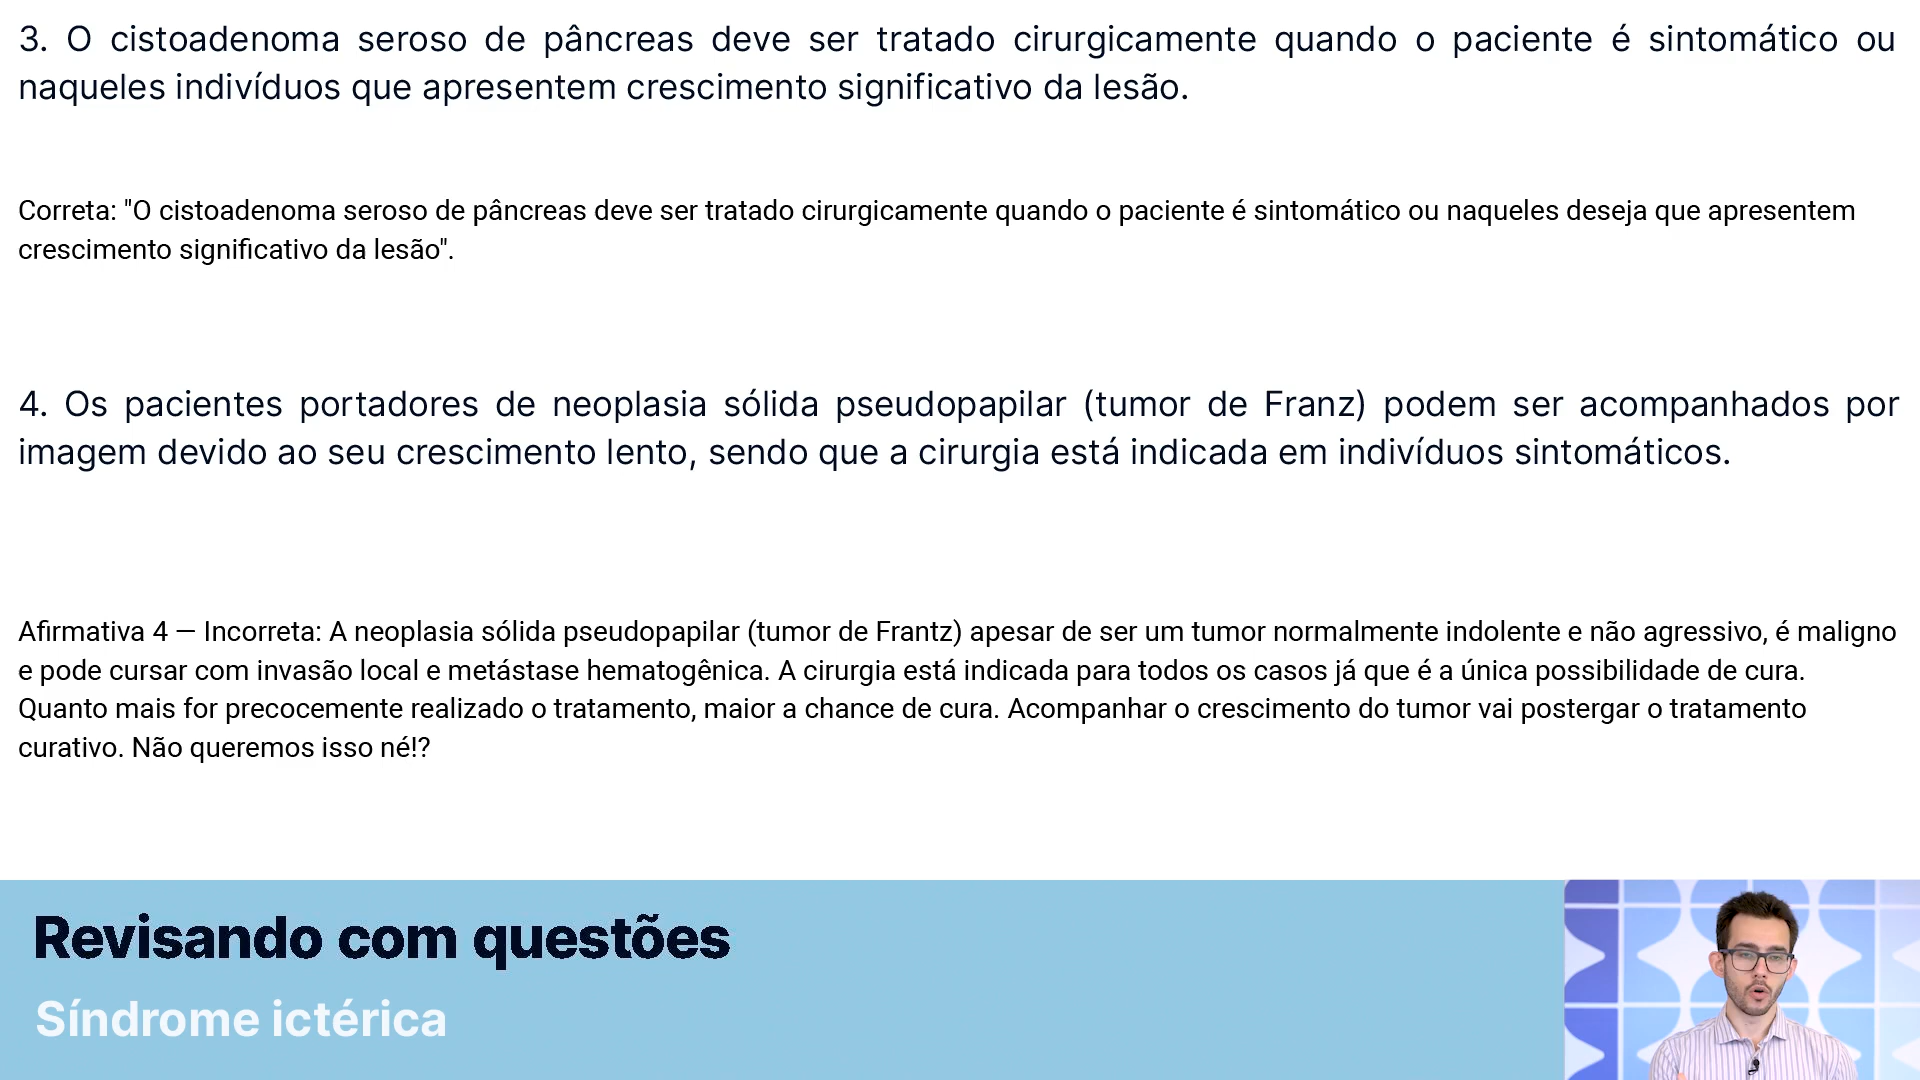 3. O cistoadenoma seroso de pâncreas deve ser tratado cirurgicamente quando o paciente é sintomático ou
naqueles indivíduos que apresentem crescimento significativo da lesão.
Correta: "O cistoadenoma seroso de pâncreas deve ser tratado cirurgicamente quando o paciente é sintomático ou naqueles deseja que apresentem
crescimento significativo da lesão".
4. Os pacientes portadores de neoplasia sólida pseudopapilar (tumor de Franz) podem ser acompanhados por
imagem devido ao seu crescimento lento, sendo que a cirurgia está indicada em indivíduos sintomáticos.
Afirmativa 4 — Incorreta: A neoplasia sólida pseudopapilar (tumor de Frantz) apesar de ser um tumor normalmente indolente e não agressivo, é maligno
e pode cursar com invasão local e metástase hematogênica. A cirurgia está indicada para todos os casos já que é a única possibilidade de cura.
Quanto mais for precocemente realizado o tratamento, maior a chance de cura. Acompanhar o crescimento do tumor vai postergar o tratamento
curativo. Não queremos isso né!?
Revisando com questões
Síndrome ictérica